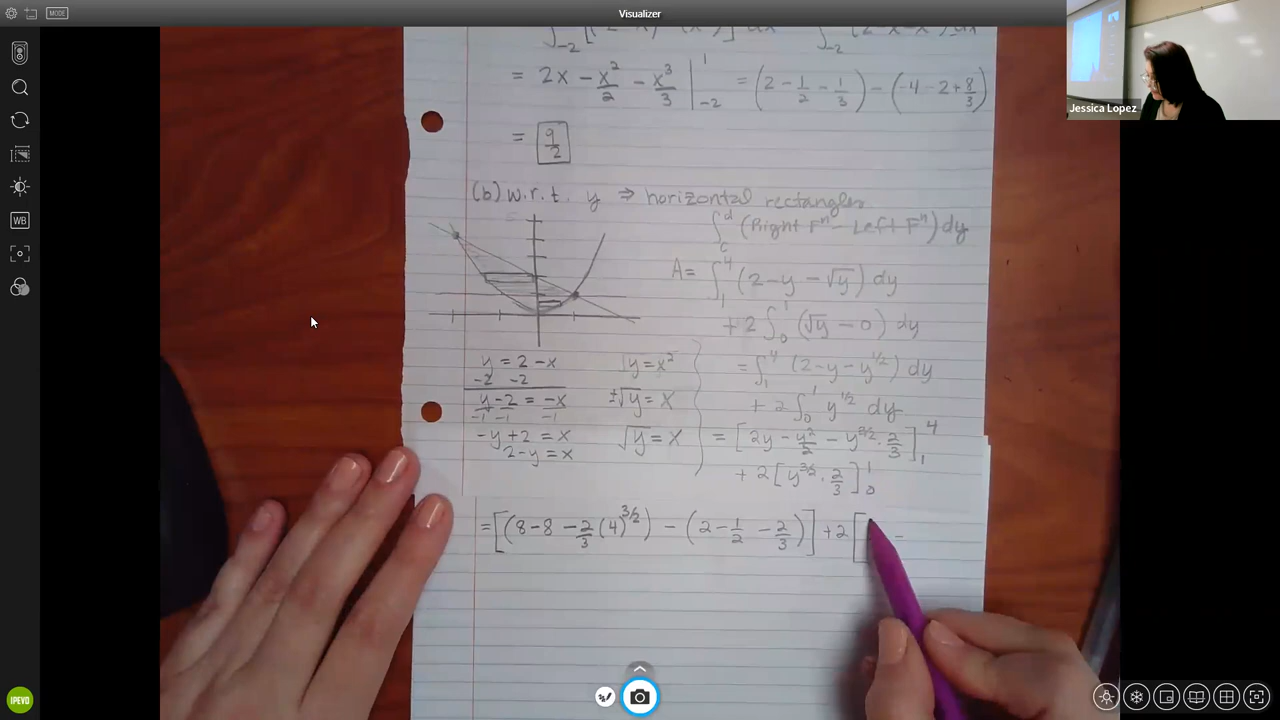 MODE
Visualizer
Jessica Lopez
= 2x - x²/2 - x³/3 |₋₂¹ = (2 - 1/2 - 1/3) - (-4 - 2 + 8/3)
= 9/2
(b) w.r.t. y ⇒ horizontal rectangles
∫_c^d (Right Fⁿ - Left Fⁿ) dy
A = ∫₁⁴ (2 - y - √y) dy
+ 2 ∫₀¹ (√y - 0) dy
y = 2 - x
-2 -2
y - 2 = -x
-1 -1 -1
-y + 2 = x
2 - y = x
y = x²
±√y = x
√y = x
= ∫₁⁴ (2 - y - y^{1/2}) dy
+ 2 ∫₀¹ y^{1/2} dy
= [2y - y²/2 - y^{3/2} · 2/3]₁⁴
+ 2 [y^{3/2} · 2/3]₀¹
= [(8 - 8 - 2/3 (4)^{3/2}) - (2 - 1/2 - 2/3)] + 2 [ -
WB
IPEVO